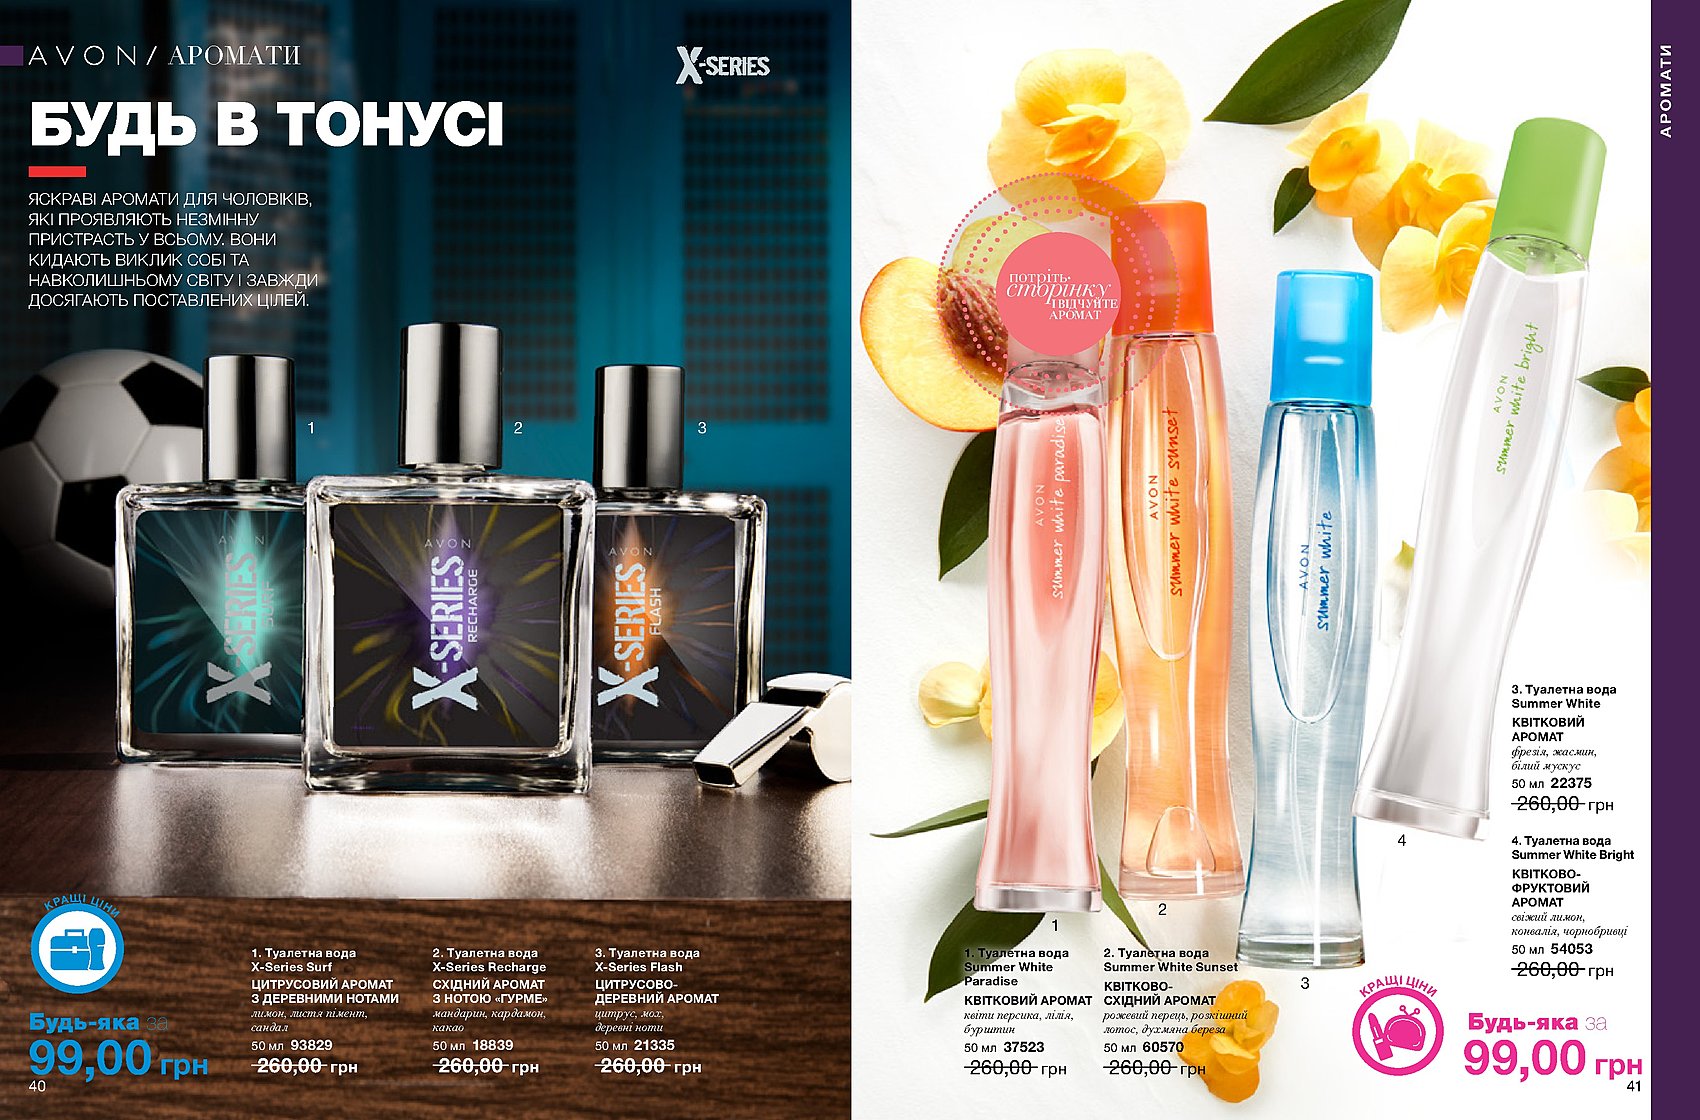 AVON / АРОМАТИ
X-SERIES
БУДЬ В ТОНУСІ
ЯСКРАВІ АРОМАТИ ДЛЯ ЧОЛОВІКІВ,
ЯКІ ПРОЯВЛЯЮТЬ НЕЗМІННУ
ПРИСТРАСТЬ У ВСЬОМУ. ВОНИ
КИДАЮТЬ ВИКЛИК СОБІ ТА
НАВКОЛИШНЬОМУ СВІТУ І ЗАВЖДИ
ДОСЯГАЮТЬ ПОСТАВЛЕНИХ ЦІЛЕЙ.
1
2
3
AVON
X-SERIES
SURF
AVON
X-SERIES
RECHARGE
AVON
X-SERIES
FLASH
КРАЩІ ЦІНИ
Будь-яка за
99,00 грн
40
1. Туалетна вода
X-Series Surf
ЦИТРУСОВИЙ АРОМАТ
З ДЕРЕВНИМИ НОТАМИ
лимон, листя пімент,
сандал
50 мл 93829
260,00 грн
2. Туалетна вода
X-Series Recharge
СХІДНИЙ АРОМАТ
З НОТОЮ «ГУРМЕ»
мандарин, кардамон,
какао
50 мл 18839
260,00 грн
3. Туалетна вода
X-Series Flash
ЦИТРУСОВО-
ДЕРЕВНИЙ АРОМАТ
цитрус, мох,
деревні ноти
50 мл 21335
260,00 грн
АРОМАТИ
ПОТРІТЬ
СТОРІНКУ
І ВІДЧУЙТЕ
АРОМАТ
AVON
summer white paradise
AVON
summer white sunset
AVON
summer white
AVON
summer white bright
1
2
3
4
1. Туалетна вода
Summer White
Paradise
КВІТКОВИЙ АРОМАТ
квіти персика, лілія,
бурштин
50 мл 37523
260,00 грн
2. Туалетна вода
Summer White Sunset
КВІТКОВО-
СХІДНИЙ АРОМАТ
рожевий перець, розкішний
лотос, духмяна береза
50 мл 60570
260,00 грн
3. Туалетна вода
Summer White
КВІТКОВИЙ
АРОМАТ
фрезія, жасмин,
білий мускус
50 мл 22375
260,00 грн
4. Туалетна вода
Summer White Bright
КВІТКОВО-
ФРУКТОВИЙ
АРОМАТ
свіжий лимон,
конвалія, чорнобривці
50 мл 54053
260,00 грн
КРАЩІ ЦІНИ
Будь-яка за
99,00 грн
41